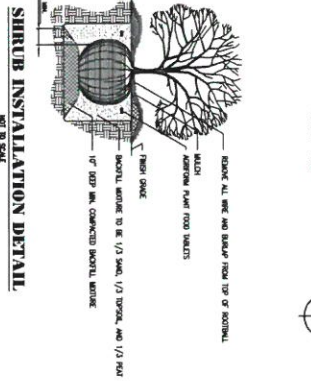 REMOVE ALL WIRE AND BURLAP FROM TOP OF ROOTBALL
MULCH
AGRIFORM PLANT FOOD TABLETS
FINISH GRADE
BACKFILL MIXTURE TO BE 1/3 SAND, 1/3 TOPSOIL, AND 1/3 PEAT
10" DEEP MIN. COMPACTED BACKFILL MIXTURE
SHRUB INSTALLATION DETAIL
NOT TO SCALE